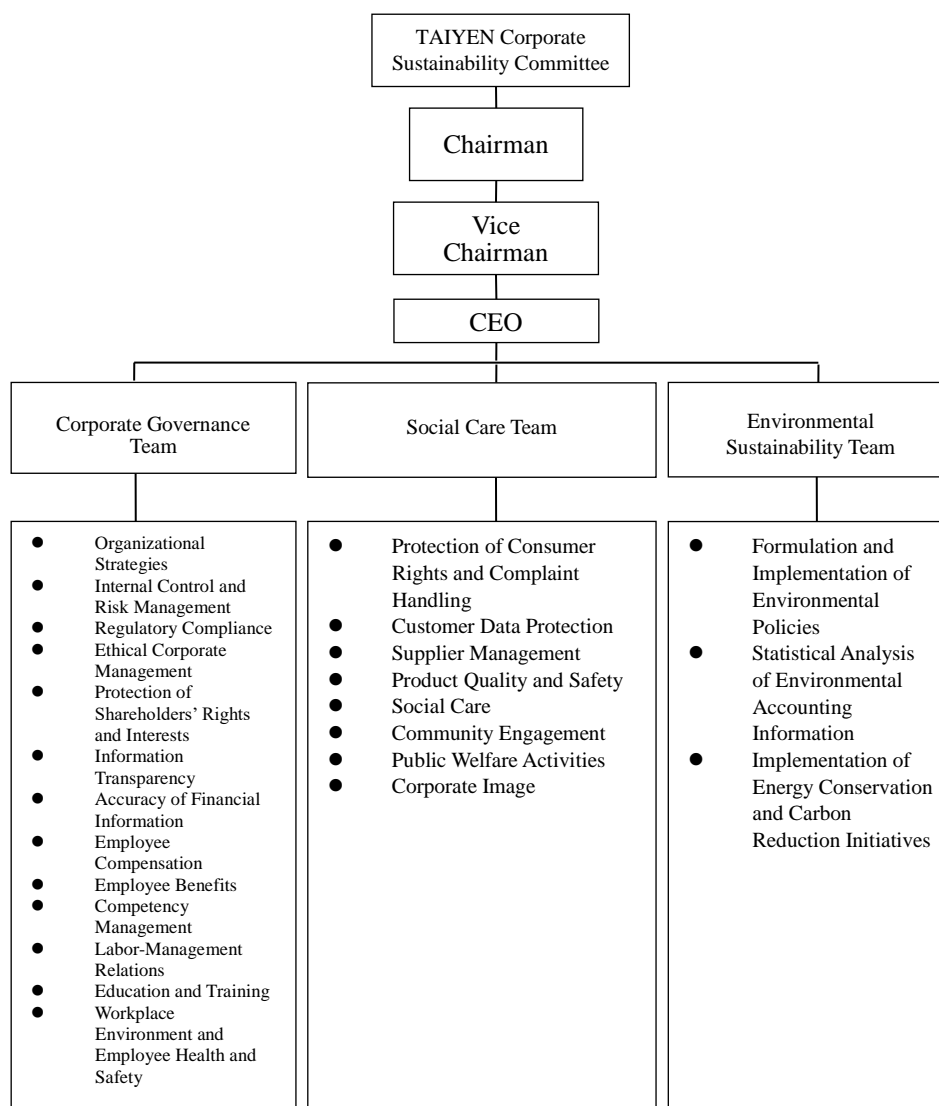 TAIYEN Corporate
Sustainability Committee
Chairman
Vice
Chairman
CEO
Corporate Governance
Team
Social Care Team
Environmental
Sustainability Team
● Organizational
Strategies
● Internal Control and
Risk Management
● Regulatory Compliance
● Ethical Corporate
Management
● Protection of
Shareholders’ Rights
and Interests
● Information
Transparency
● Accuracy of Financial
Information
● Employee
Compensation
● Employee Benefits
● Competency
Management
● Labor-Management
Relations
● Education and Training
● Workplace
Environment and
Employee Health and
Safety
● Protection of Consumer
Rights and Complaint
Handling
● Customer Data Protection
● Supplier Management
● Product Quality and Safety
● Social Care
● Community Engagement
● Public Welfare Activities
● Corporate Image
● Formulation and
Implementation of
Environmental
Policies
● Statistical Analysis
of Environmental
Accounting
Information
● Implementation of
Energy Conservation
and Carbon
Reduction Initiatives